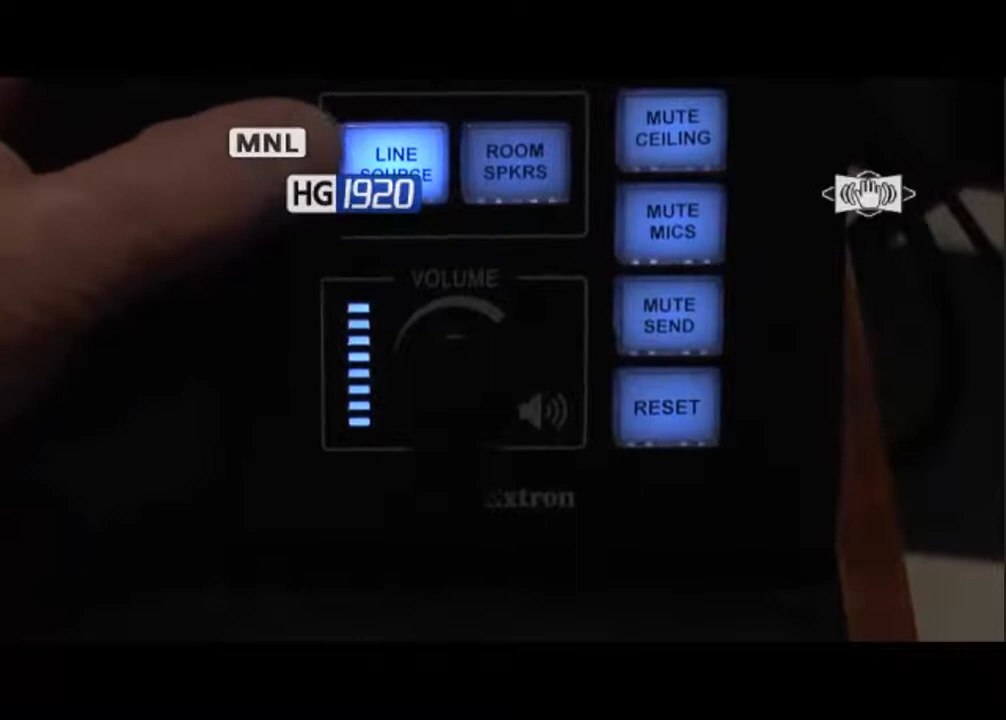 MNL
HG 1920
LINE
SOURCE
ROOM
SPKRS
MUTE
CEILING
MUTE
MICS
MUTE
SEND
RESET
VOLUME
Extron